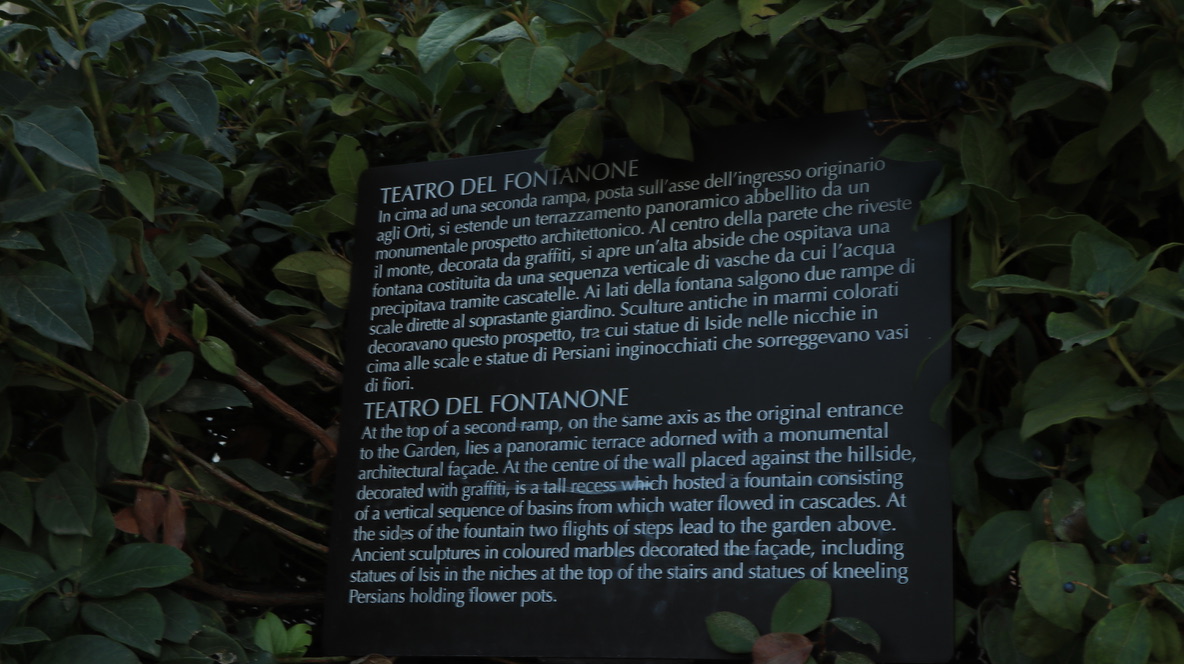 TEATRO DEL FONTANONE
In cima ad una seconda rampa, posta sull'asse dell'ingresso originario
agli Orti, si estende un terrazzamento panoramico abbellito da un
monumentale prospetto architettonico. Al centro della parete che riveste
il monte, decorata da graffiti, si apre un'alta abside che ospitava una
fontana costituita da una sequenza verticale di vasche da cui l'acqua
precipitava tramite cascatelle. Ai lati della fontana salgono due rampe di
scale dirette al soprastante giardino. Sculture antiche in marmi colorati
decoravano questo prospetto, tra cui statue di Iside nelle nicchie in
cima alle scale e statue di Persiani inginocchiati che sorreggevano vasi
di fiori.
TEATRO DEL FONTANONE
At the top of a second ramp, on the same axis as the original entrance
to the Garden, lies a panoramic terrace adorned with a monumental
architectural façade. At the centre of the wall placed against the hillside,
decorated with graffiti, is a tall recess which hosted a fountain consisting
of a vertical sequence of basins from which water flowed in cascades. At
the sides of the fountain two flights of steps lead to the garden above.
Ancient sculptures in coloured marbles decorated the façade, including
statues of Isis in the niches at the top of the stairs and statues of kneeling
Persians holding flower pots.